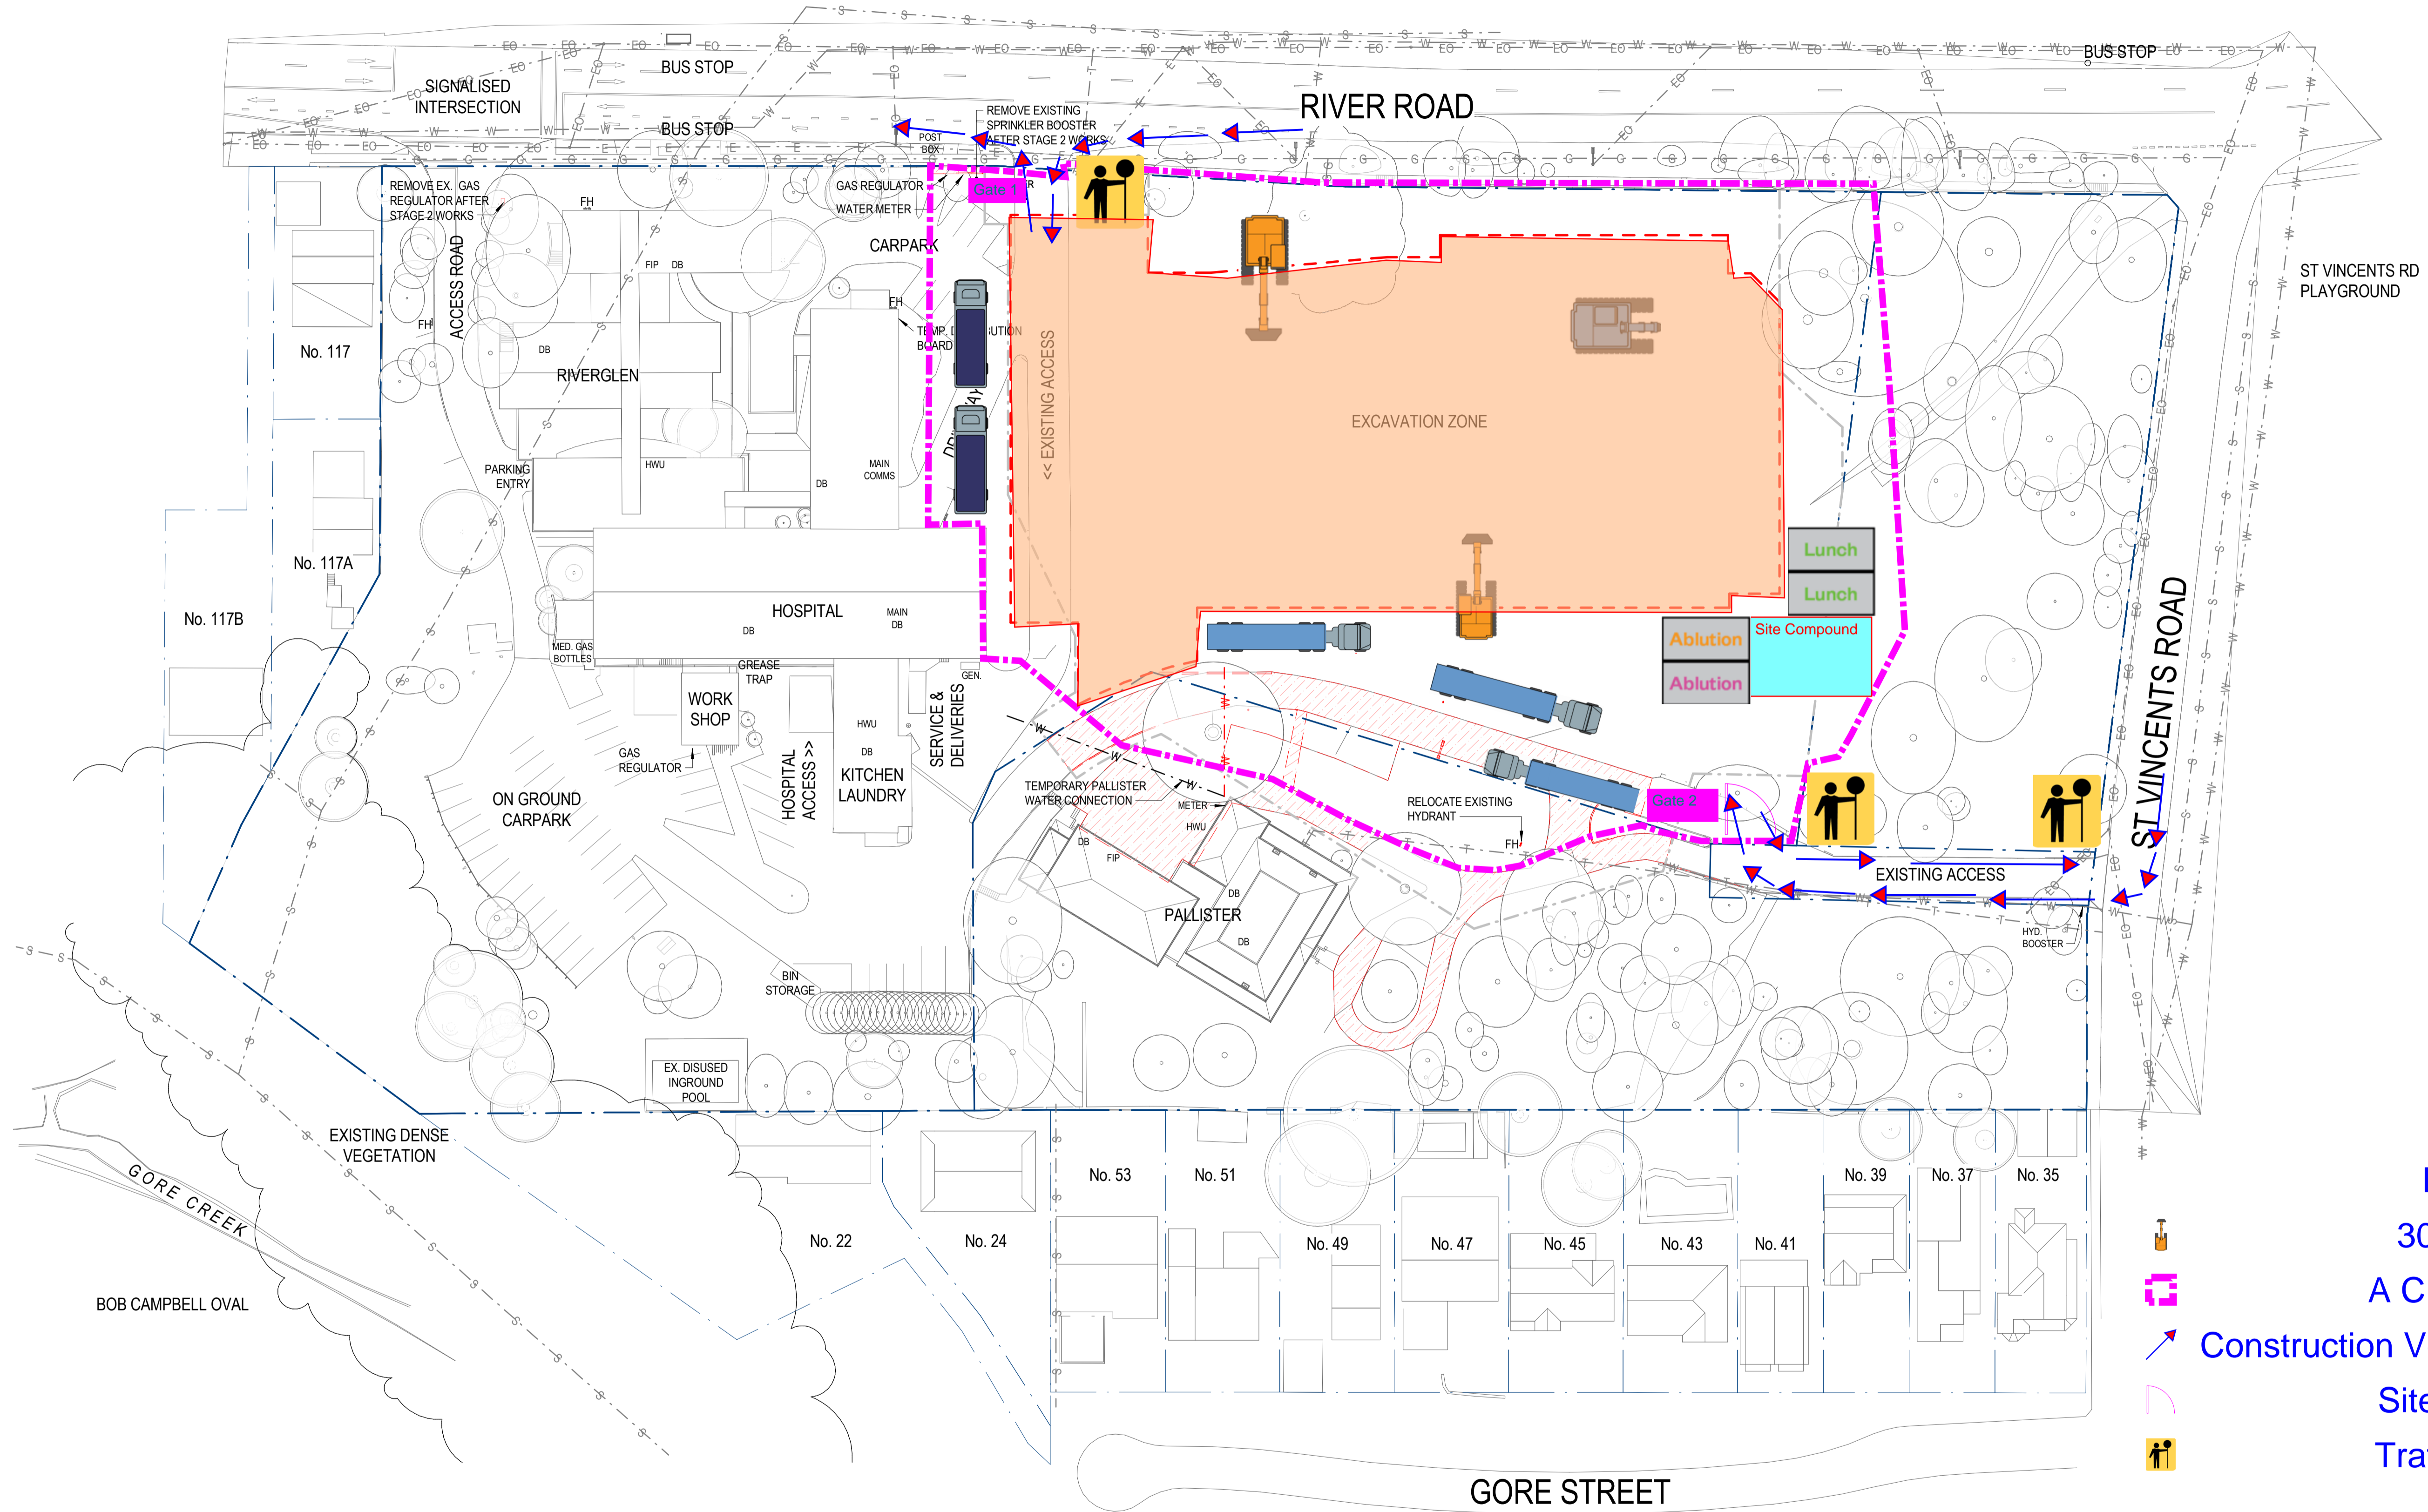 BUS STOP
BUS STOP
SIGNALISED
INTERSECTION
RIVER ROAD
BUS STOP
REMOVE EXISTING
SPRINKLER BOOSTER
AFTER STAGE 2 WORKS
POST
BOX
REMOVE EX. GAS
REGULATOR AFTER
STAGE 2 WORKS
GAS REGULATOR
WATER METER
Gate 1
FH
CARPARK
ACCESS ROAD
FIP DB
FH
FH
ST VINCENTS RD
PLAYGROUND
No. 117
DB
RIVERGLEN
BOARD
<< EXISTING ACCESS
EXCAVATION ZONE
PARKING
ENTRY
HWU
DB
MAIN
COMMS
No. 117A
Lunch
Lunch
No. 117B
HOSPITAL
DB
MAIN
DB
Ablution
Site Compound
Ablution
MED. GAS
BOTTLES
GREASE
TRAP
GEN.
WORK
SHOP
SERVICE &
DELIVERIES
HWU
DB
GAS
REGULATOR
HOSPITAL
ACCESS >>
KITCHEN
LAUNDRY
ON GROUND
CARPARK
TEMPORARY PALLISTER
WATER CONNECTION
METER
HWU
RELOCATE EXISTING
HYDRANT
FH
Gate 2
ST VINCENTS ROAD
DB
FIP
DB
PALLISTER
DB
EXISTING ACCESS
HYD.
BOOSTER
BIN
STORAGE
EX. DISUSED
INGROUND
POOL
EXISTING DENSE
VEGETATION
GORE CREEK
BOB CAMPBELL OVAL
No. 22
No. 24
No. 53
No. 51
No. 49
No. 47
No. 45
No. 43
No. 41
No. 39
No. 37
No. 35
GORE STREET
30
A C
Construction V
Site